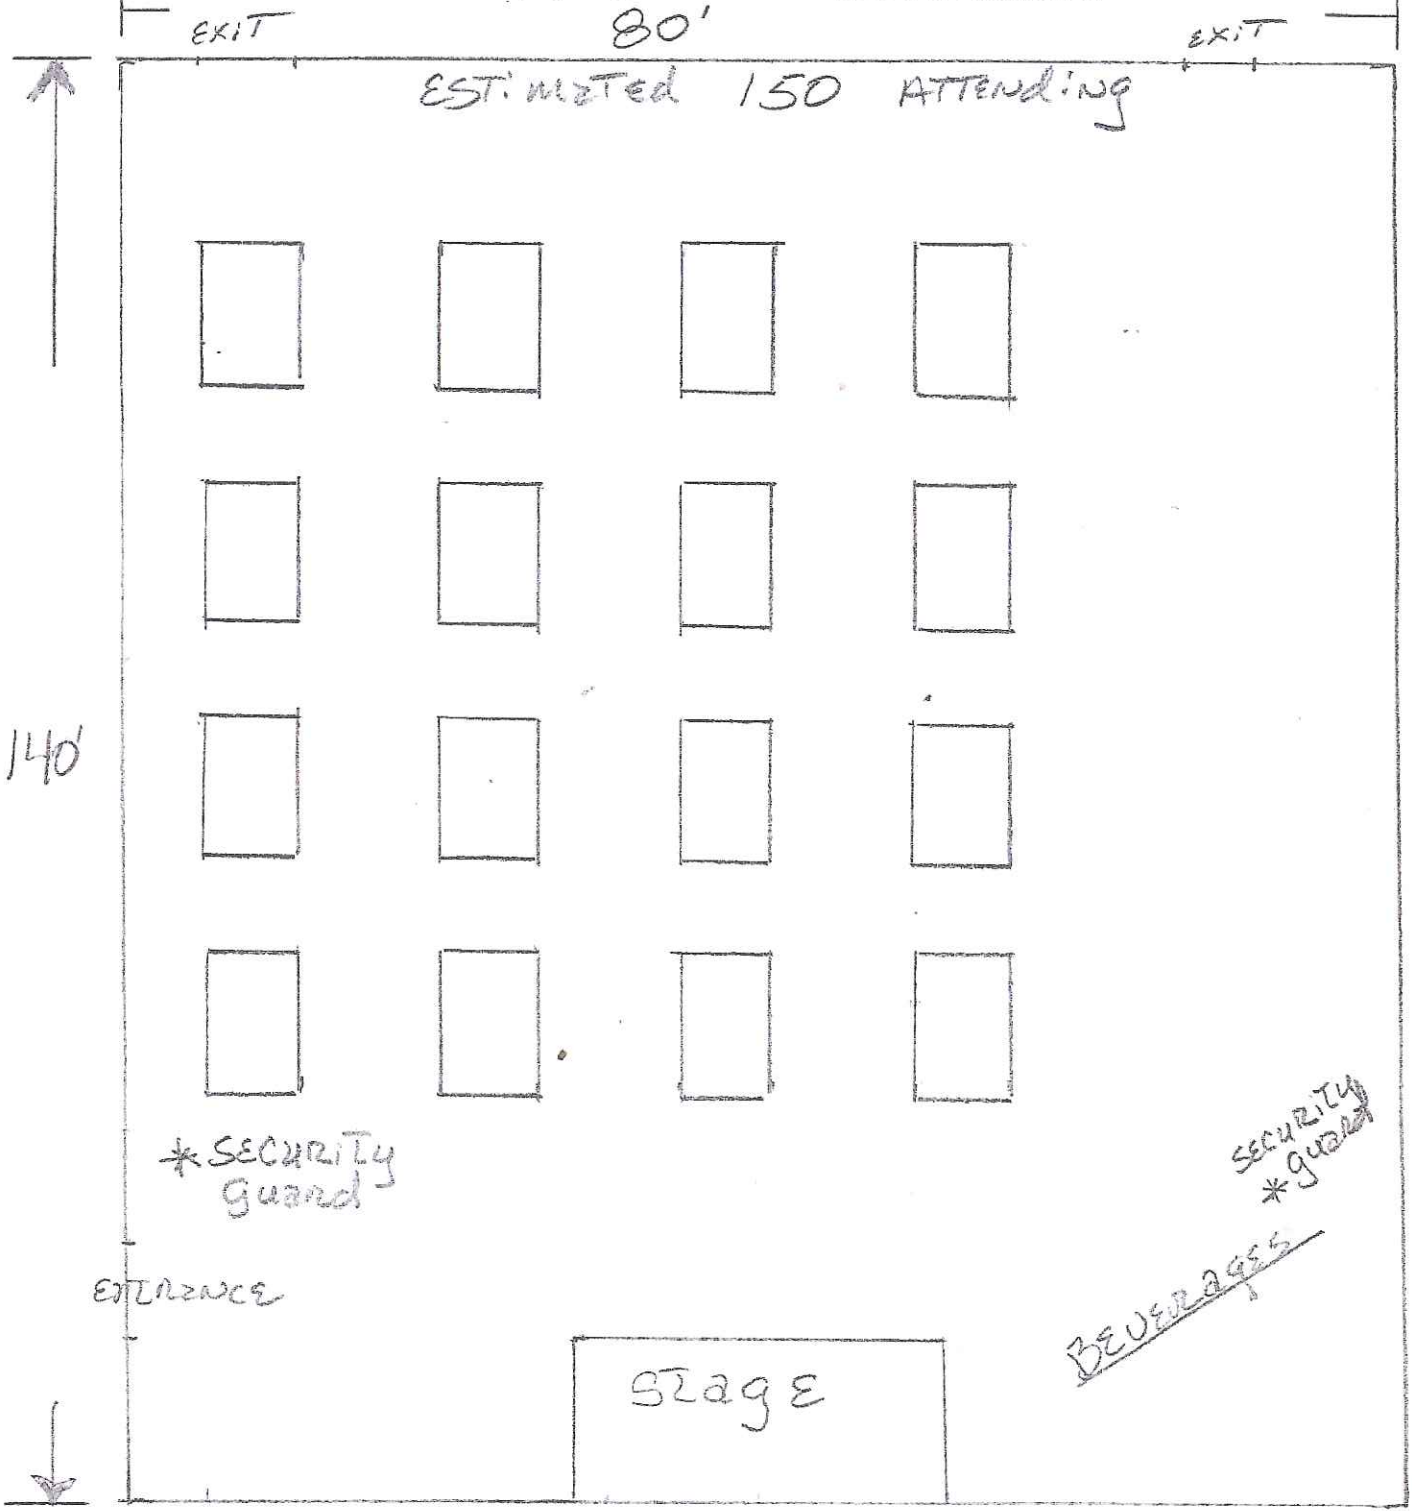 EXIT
80'
EXIT
ESTIMATED 150 ATTENDING
140'
* SECURITY
guard
SECURITY
* guard
ENTRANCE
BEVERAGES
STAGE